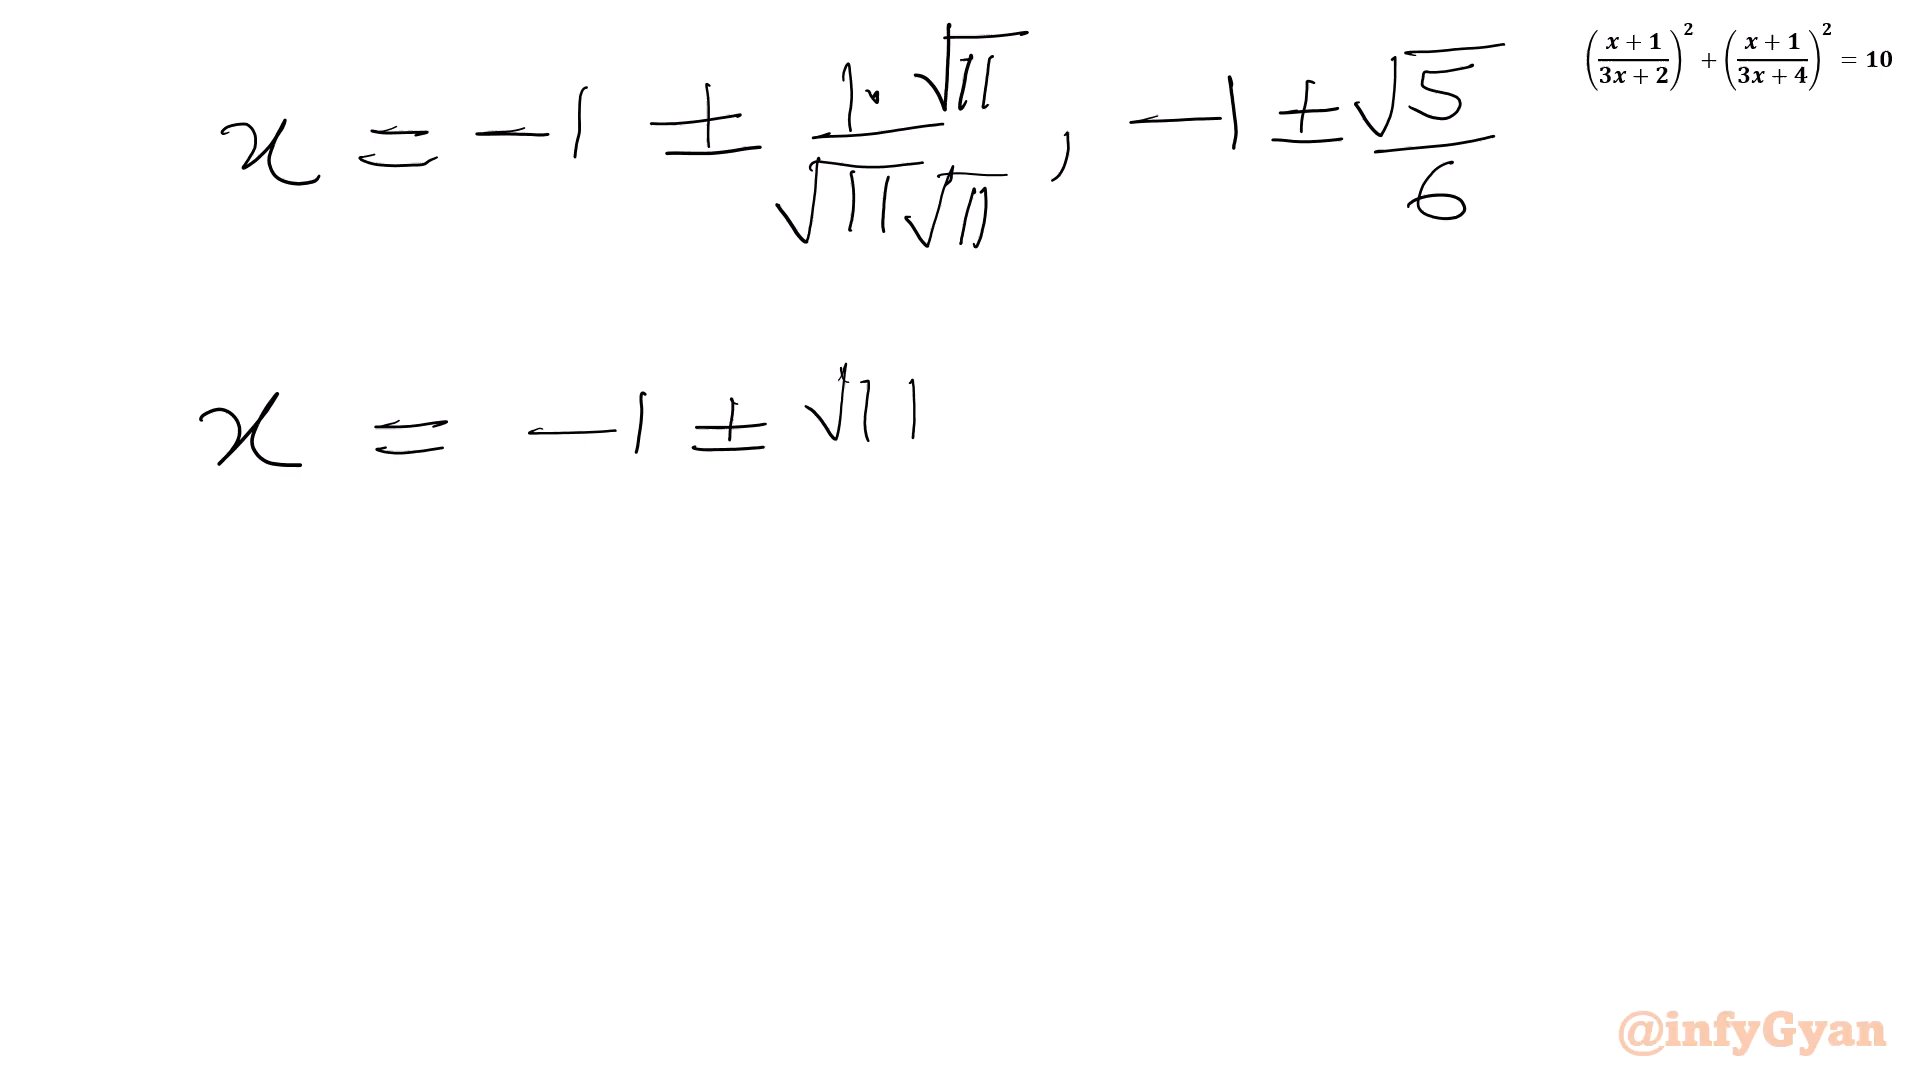 x = -1 ± 1·√11/√11√11 , -1 ± √5/6
((x + 1)/(3x + 2))² + ((x + 1)/(3x + 4))² = 10
x = -1 ± √11
@infyGyan